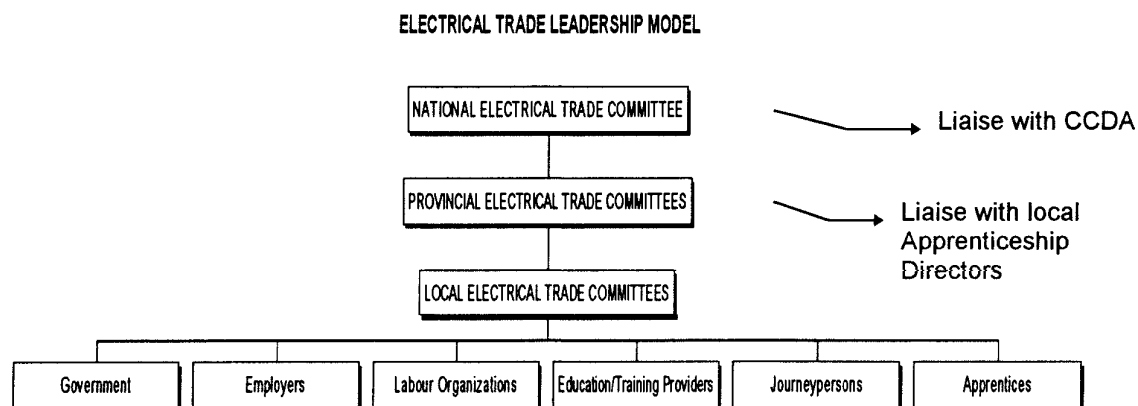 ELECTRICAL TRADE LEADERSHIP MODEL
NATIONAL ELECTRICAL TRADE COMMITTEE
Liaise with CCDA
PROVINCIAL ELECTRICAL TRADE COMMITTEES
Liaise with local
Apprenticeship
Directors
LOCAL ELECTRICAL TRADE COMMITTEES
Government
Employers
Labour Organizations
Education/Training Providers
Journeypersons
Apprentices